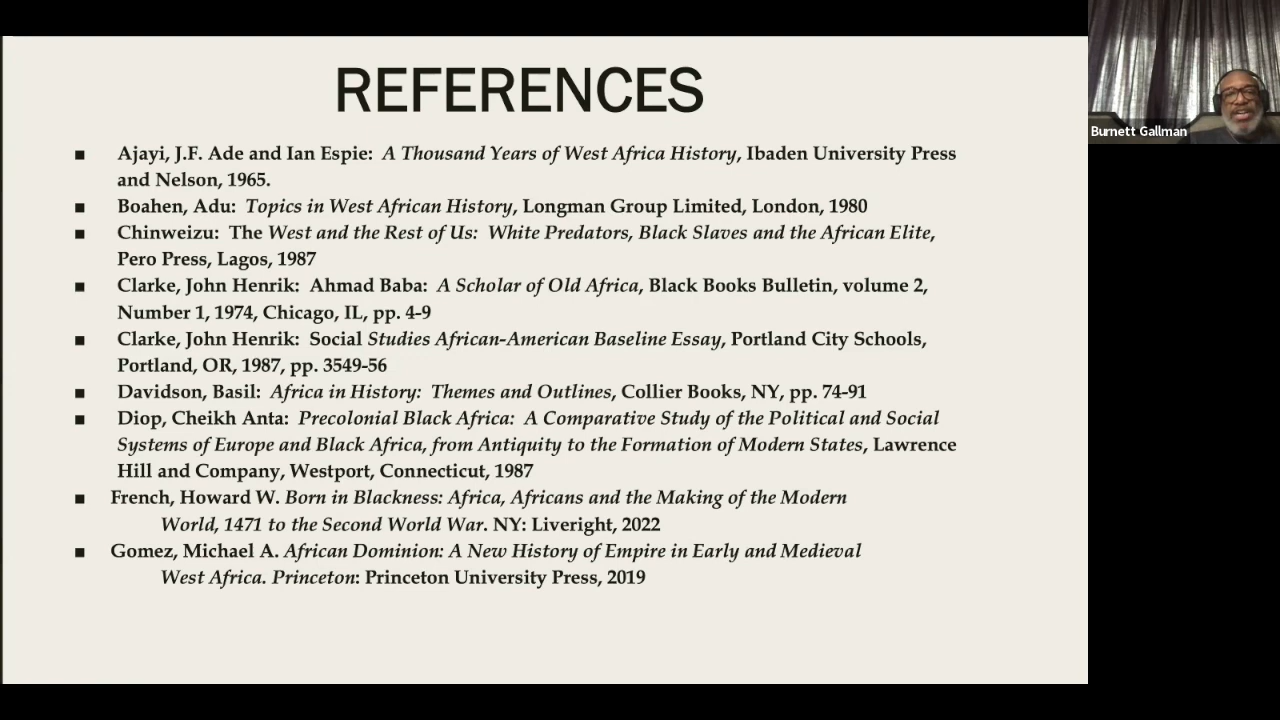 REFERENCES
Burnett Gallman
■ Ajayi, J.F. Ade and Ian Espie: A Thousand Years of West Africa History, Ibaden University Press
and Nelson, 1965.
■ Boahen, Adu: Topics in West African History, Longman Group Limited, London, 1980
■ Chinweizu: The West and the Rest of Us: White Predators, Black Slaves and the African Elite,
Pero Press, Lagos, 1987
■ Clarke, John Henrik: Ahmad Baba: A Scholar of Old Africa, Black Books Bulletin, volume 2,
Number 1, 1974, Chicago, IL, pp. 4-9
■ Clarke, John Henrik: Social Studies African-American Baseline Essay, Portland City Schools,
Portland, OR, 1987, pp. 3549-56
■ Davidson, Basil: Africa in History: Themes and Outlines, Collier Books, NY, pp. 74-91
■ Diop, Cheikh Anta: Precolonial Black Africa: A Comparative Study of the Political and Social
Systems of Europe and Black Africa, from Antiquity to the Formation of Modern States, Lawrence
Hill and Company, Westport, Connecticut, 1987
■ French, Howard W. Born in Blackness: Africa, Africans and the Making of the Modern
World, 1471 to the Second World War. NY: Liveright, 2022
■ Gomez, Michael A. African Dominion: A New History of Empire in Early and Medieval
West Africa. Princeton: Princeton University Press, 2019